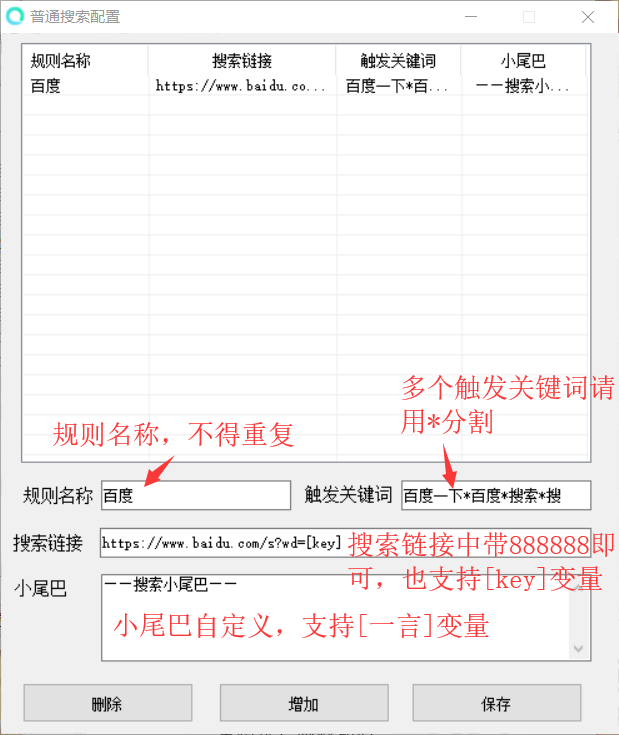 普通搜索配置
规则名称 搜索链接 触发关键词 小尾巴
百度 https://www.baidu.co... 百度一下*百... 一一搜索小...
多个触发关键词请
用*分割
规则名称，不得重复
规则名称 百度 触发关键词 百度一下*百度*搜索*搜
搜索链接 https://www.baidu.com/s?wd=[key]
搜索链接中带888888即
可，也支持[key]变量
小尾巴 一一搜索小尾巴一一
小尾巴自定义，支持[一言]变量
删除 增加 保存